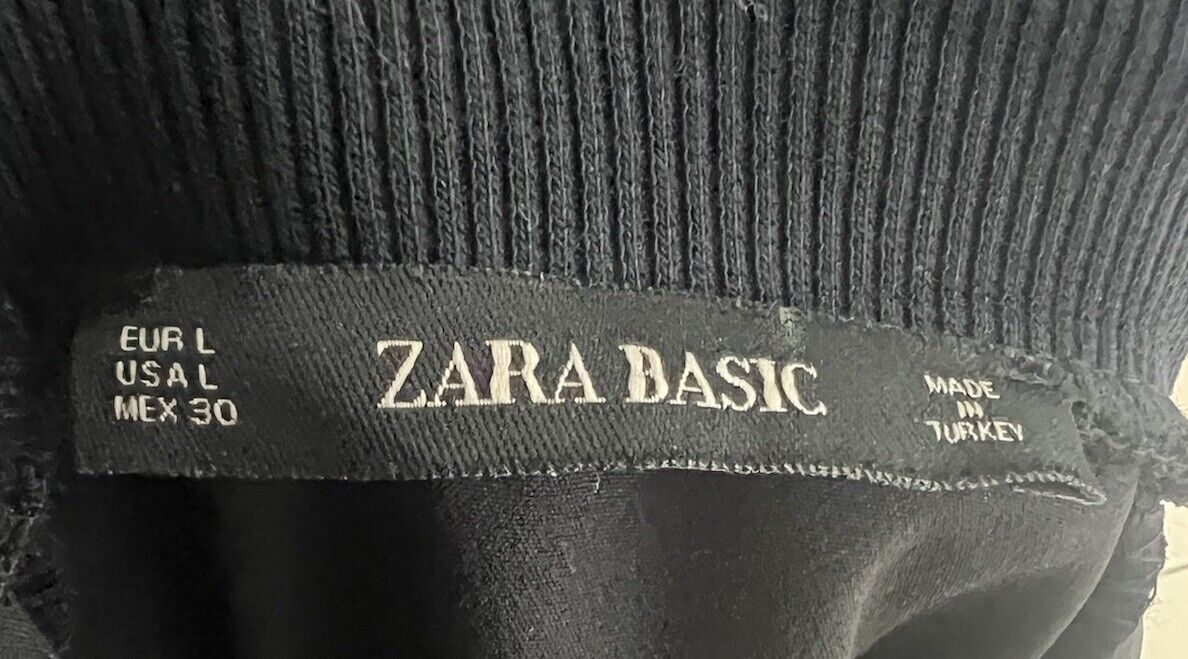 EUR L
USA L
MEX 30
ZARA BASIC
MADE
IN
TURKEY